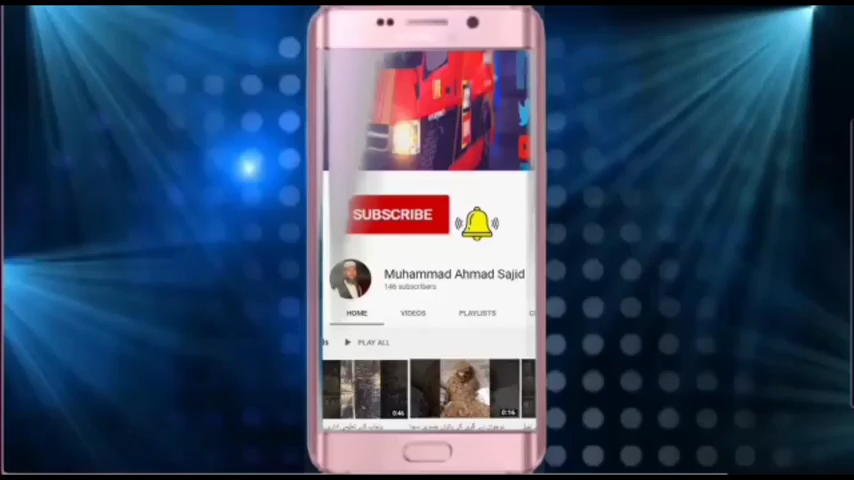 SUBSCRIBE
Muhammad Ahmad Sajid
146 subscribers
HOME VIDEOS PLAYLISTS
PLAY ALL
0:46
0:16